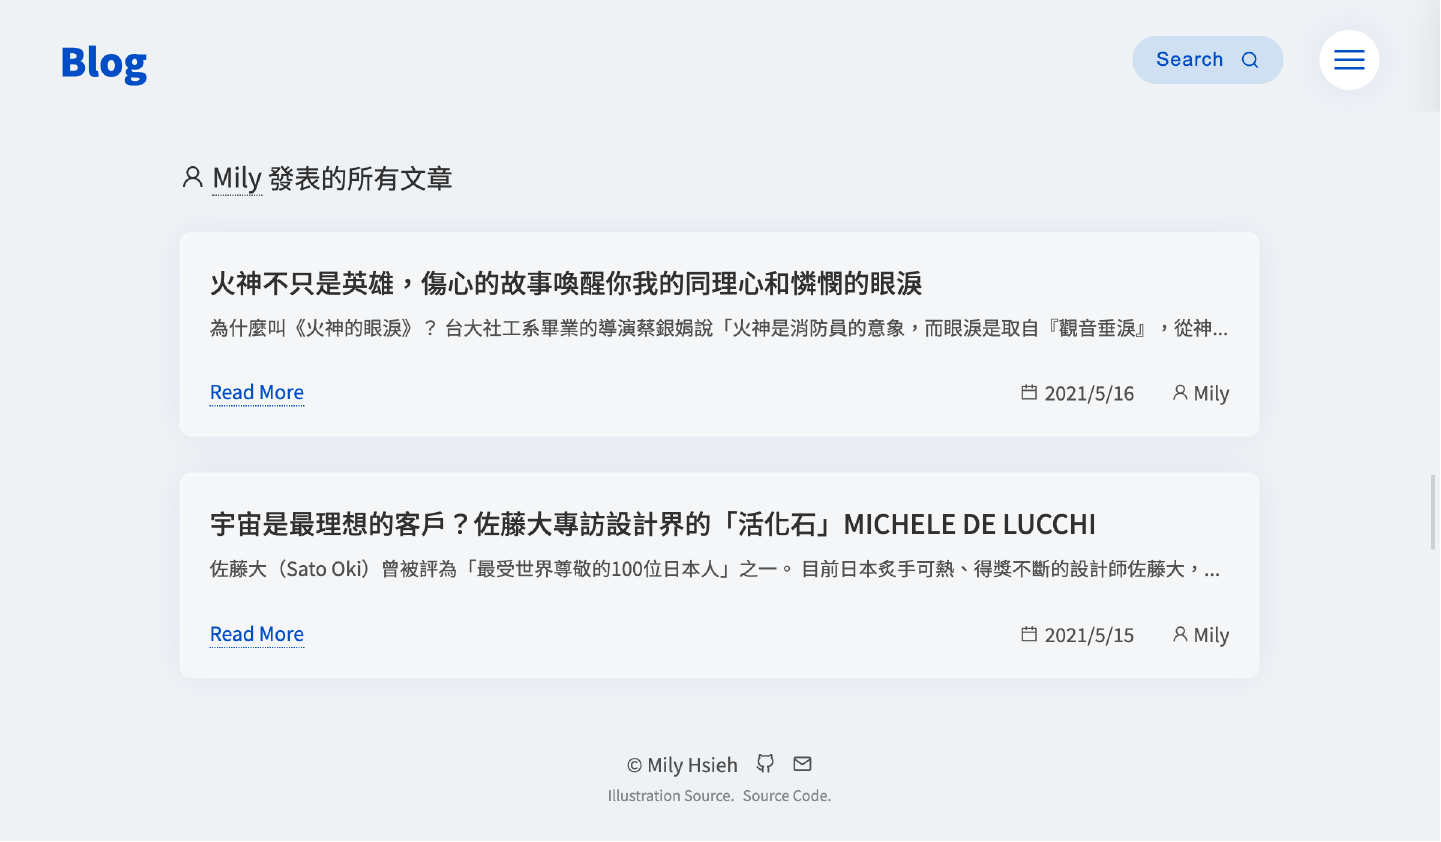 Blog
Search
Mily 發表的所有文章
火神不只是英雄，傷心的故事喚醒你我的同理心和憐憫的眼淚
為什麼叫《火神的眼淚》？ 台大社工系畢業的導演蔡銀娟說「火神是消防員的意象，而眼淚是取自『觀音垂淚』，從神...
Read More
2021/5/16 Mily
宇宙是最理想的客戶？佐藤大專訪設計界的「活化石」MICHELE DE LUCCHI
佐藤大（Sato Oki）曾被評為「最受世界尊敬的100位日本人」之一。 目前日本炙手可熱、得獎不斷的設計師佐藤大，...
Read More
2021/5/15 Mily
© Mily Hsieh
Illustration Source. Source Code.